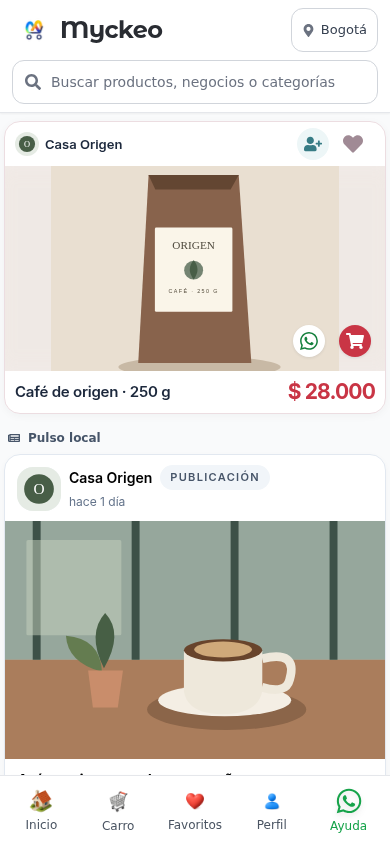 Myckeo
Bogotá
Buscar productos, negocios o categorías
O
Casa Origen
ORIGEN
CAFÉ · 250 G
Café de origen · 250 g
$ 28.000
Pulso local
O
Casa Origen
PUBLICACIÓN
hace 1 día
Inicio
Carro
Favoritos
Perfil
Ayuda